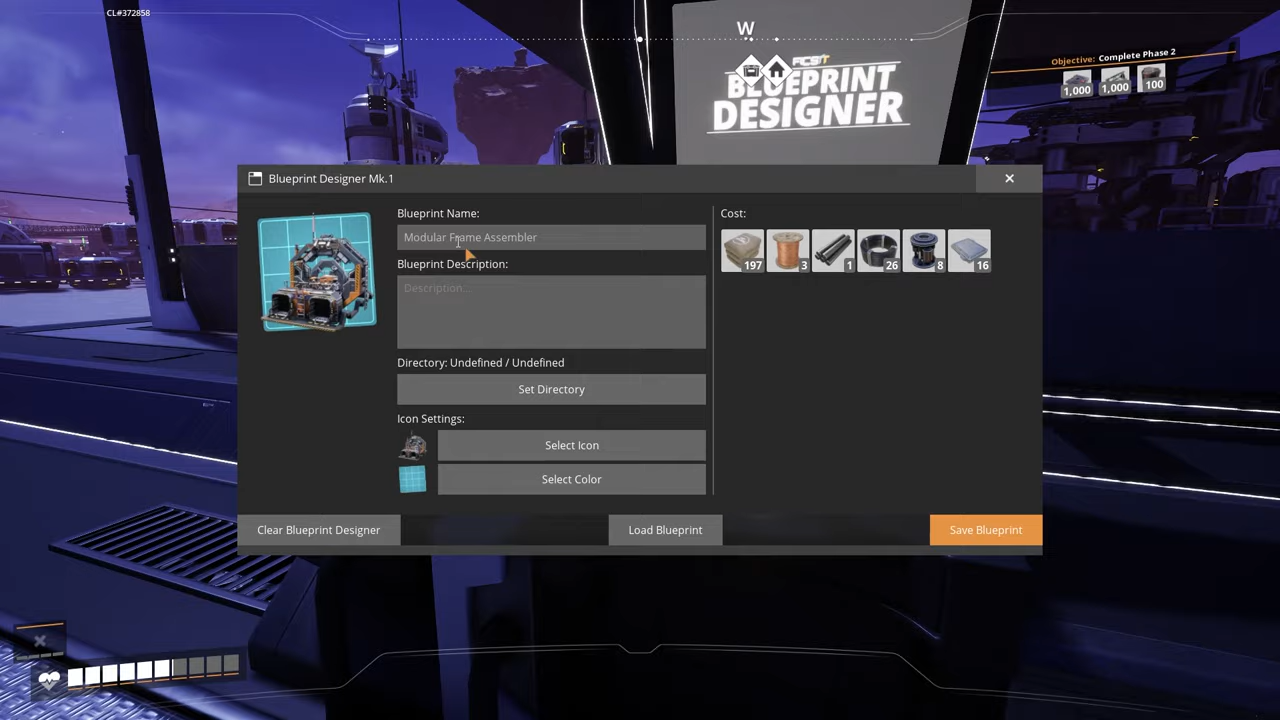 CL#372858
W
FICSIT
BLUEPRINT
DESIGNER
Objective: Complete Phase 2
1,000
1,000
100
Blueprint Designer Mk.1
Blueprint Name:
Modular Frame Assembler
Blueprint Description:
Description...
Directory: Undefined / Undefined
Set Directory
Icon Settings:
Select Icon
Select Color
Cost:
197
3
1
26
8
16
Clear Blueprint Designer
Load Blueprint
Save Blueprint